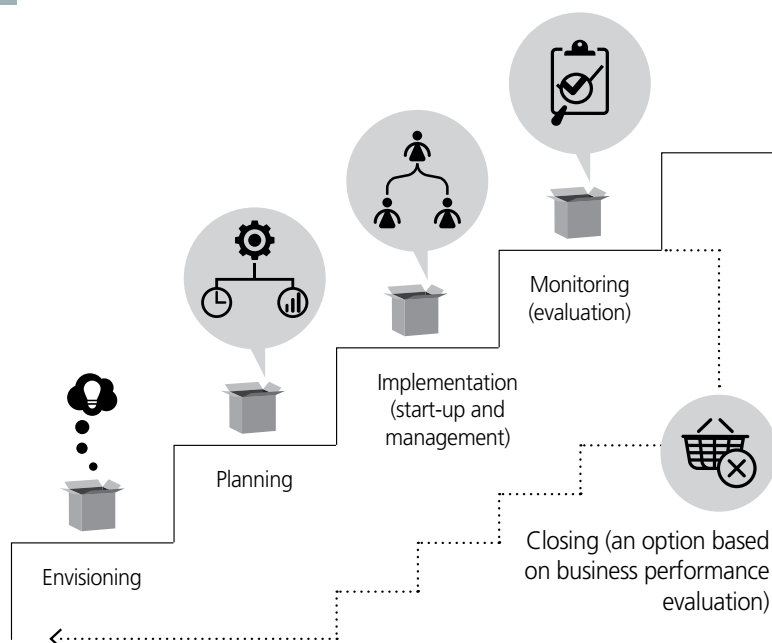 Monitoring
(evaluation)
Implementation
(start-up and
management)
Planning
Envisioning
Closing (an option based
on business performance
evaluation)